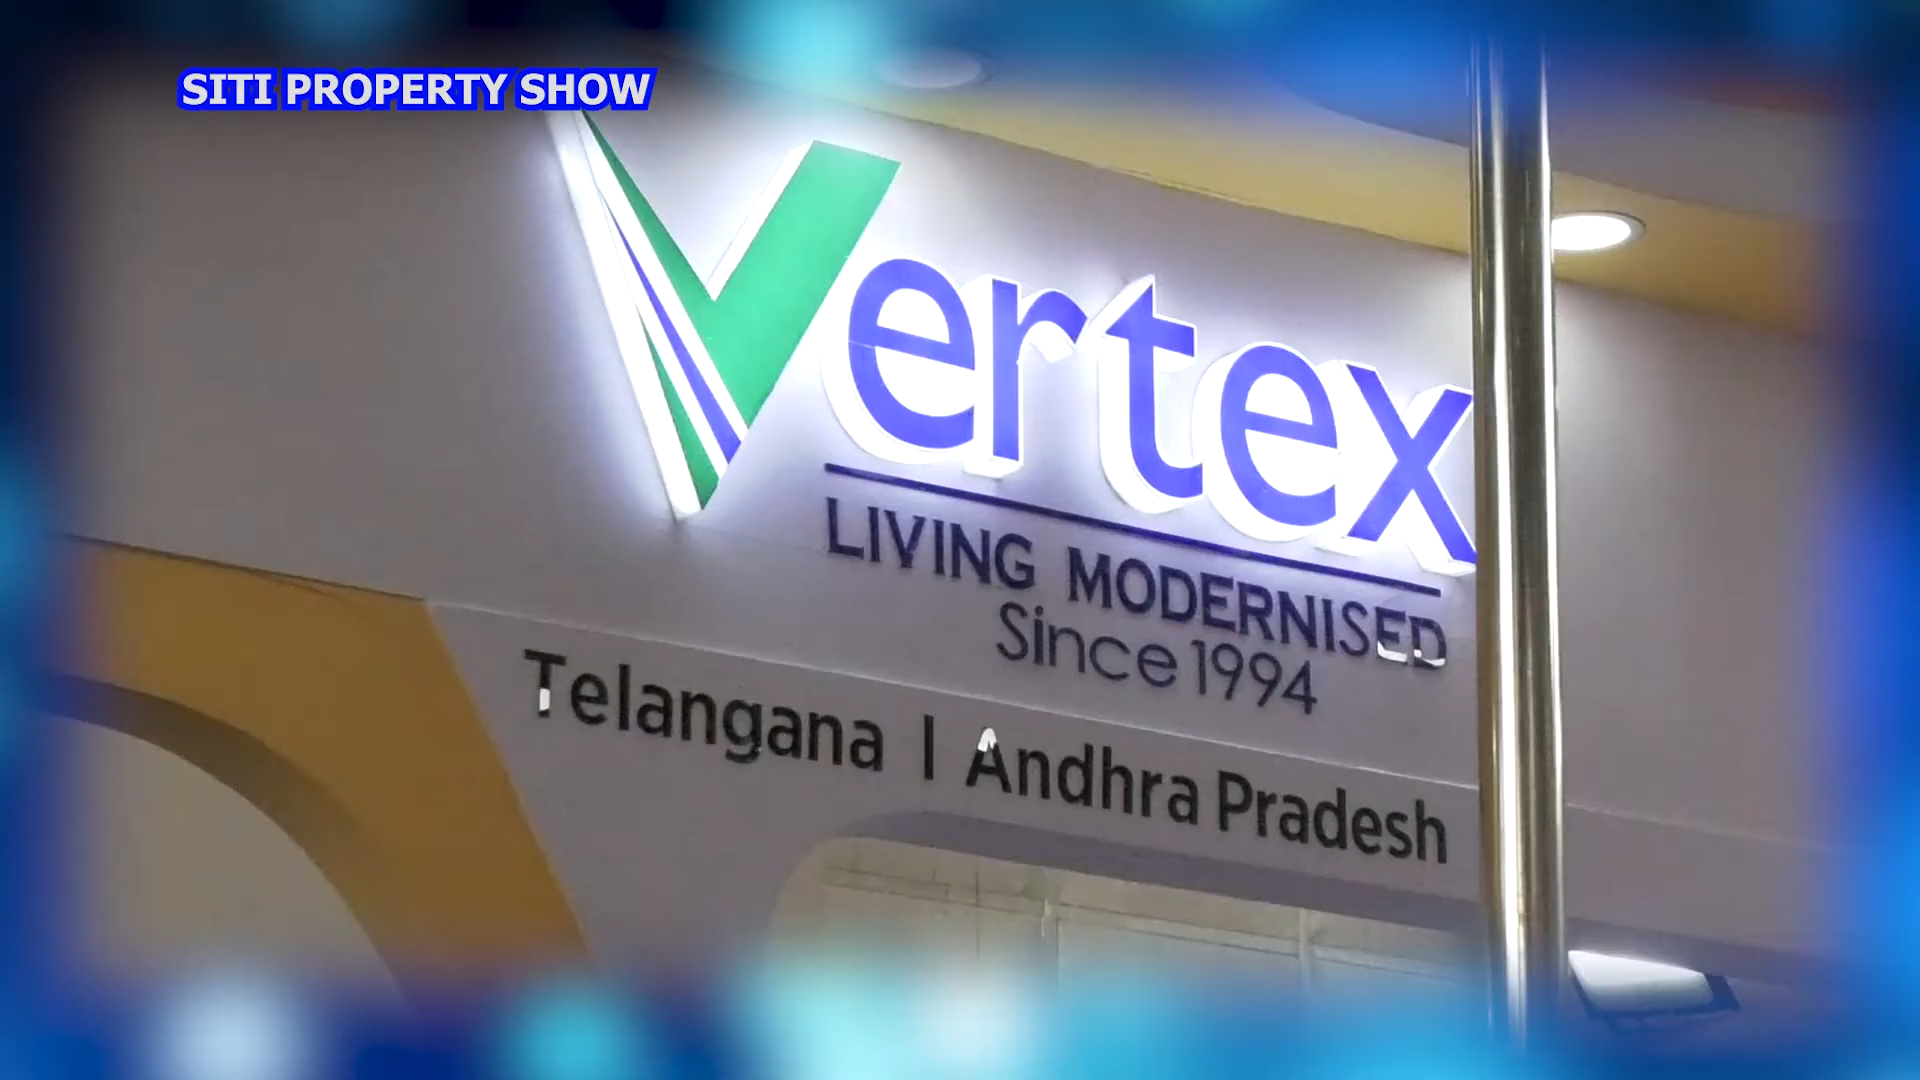 SITI PROPERTY SHOW
Vertex
LIVING MODERNISED
Since 1994
Telangana | Andhra Pradesh